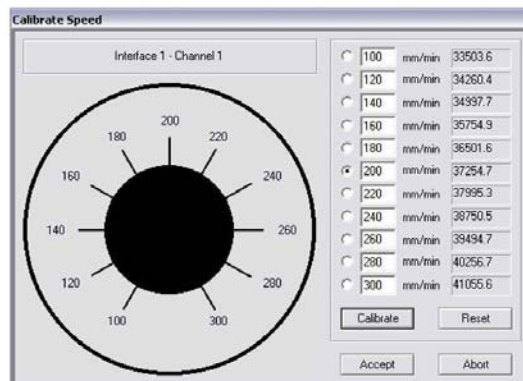 Calibrate Speed
Interface 1 - Channel 1
200
180
220
160
240
140
260
120
280
100
300
100 mm/min 33503.6
120 mm/min 34260.4
140 mm/min 34997.7
160 mm/min 35754.9
180 mm/min 36501.6
200 mm/min 37254.7
220 mm/min 37995.3
240 mm/min 38750.5
260 mm/min 39494.7
280 mm/min 40256.7
300 mm/min 41055.6
Calibrate Reset
Accept Abort